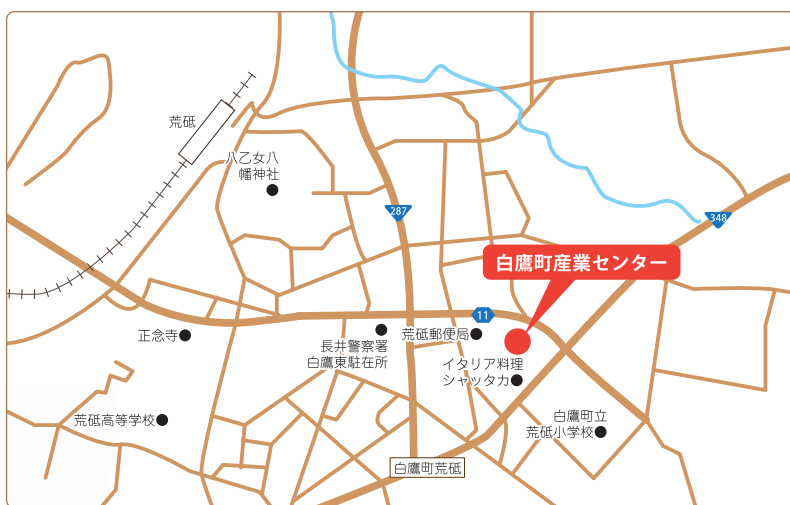 荒砥
八乙女八
幡神社
287
348
白鷹町産業センター
11
正念寺
長井警察署
白鷹東駐在所
荒砥郵便局
イタリア料理
シャッタカ
荒砥高等学校
白鷹町立
荒砥小学校
白鷹町荒砥